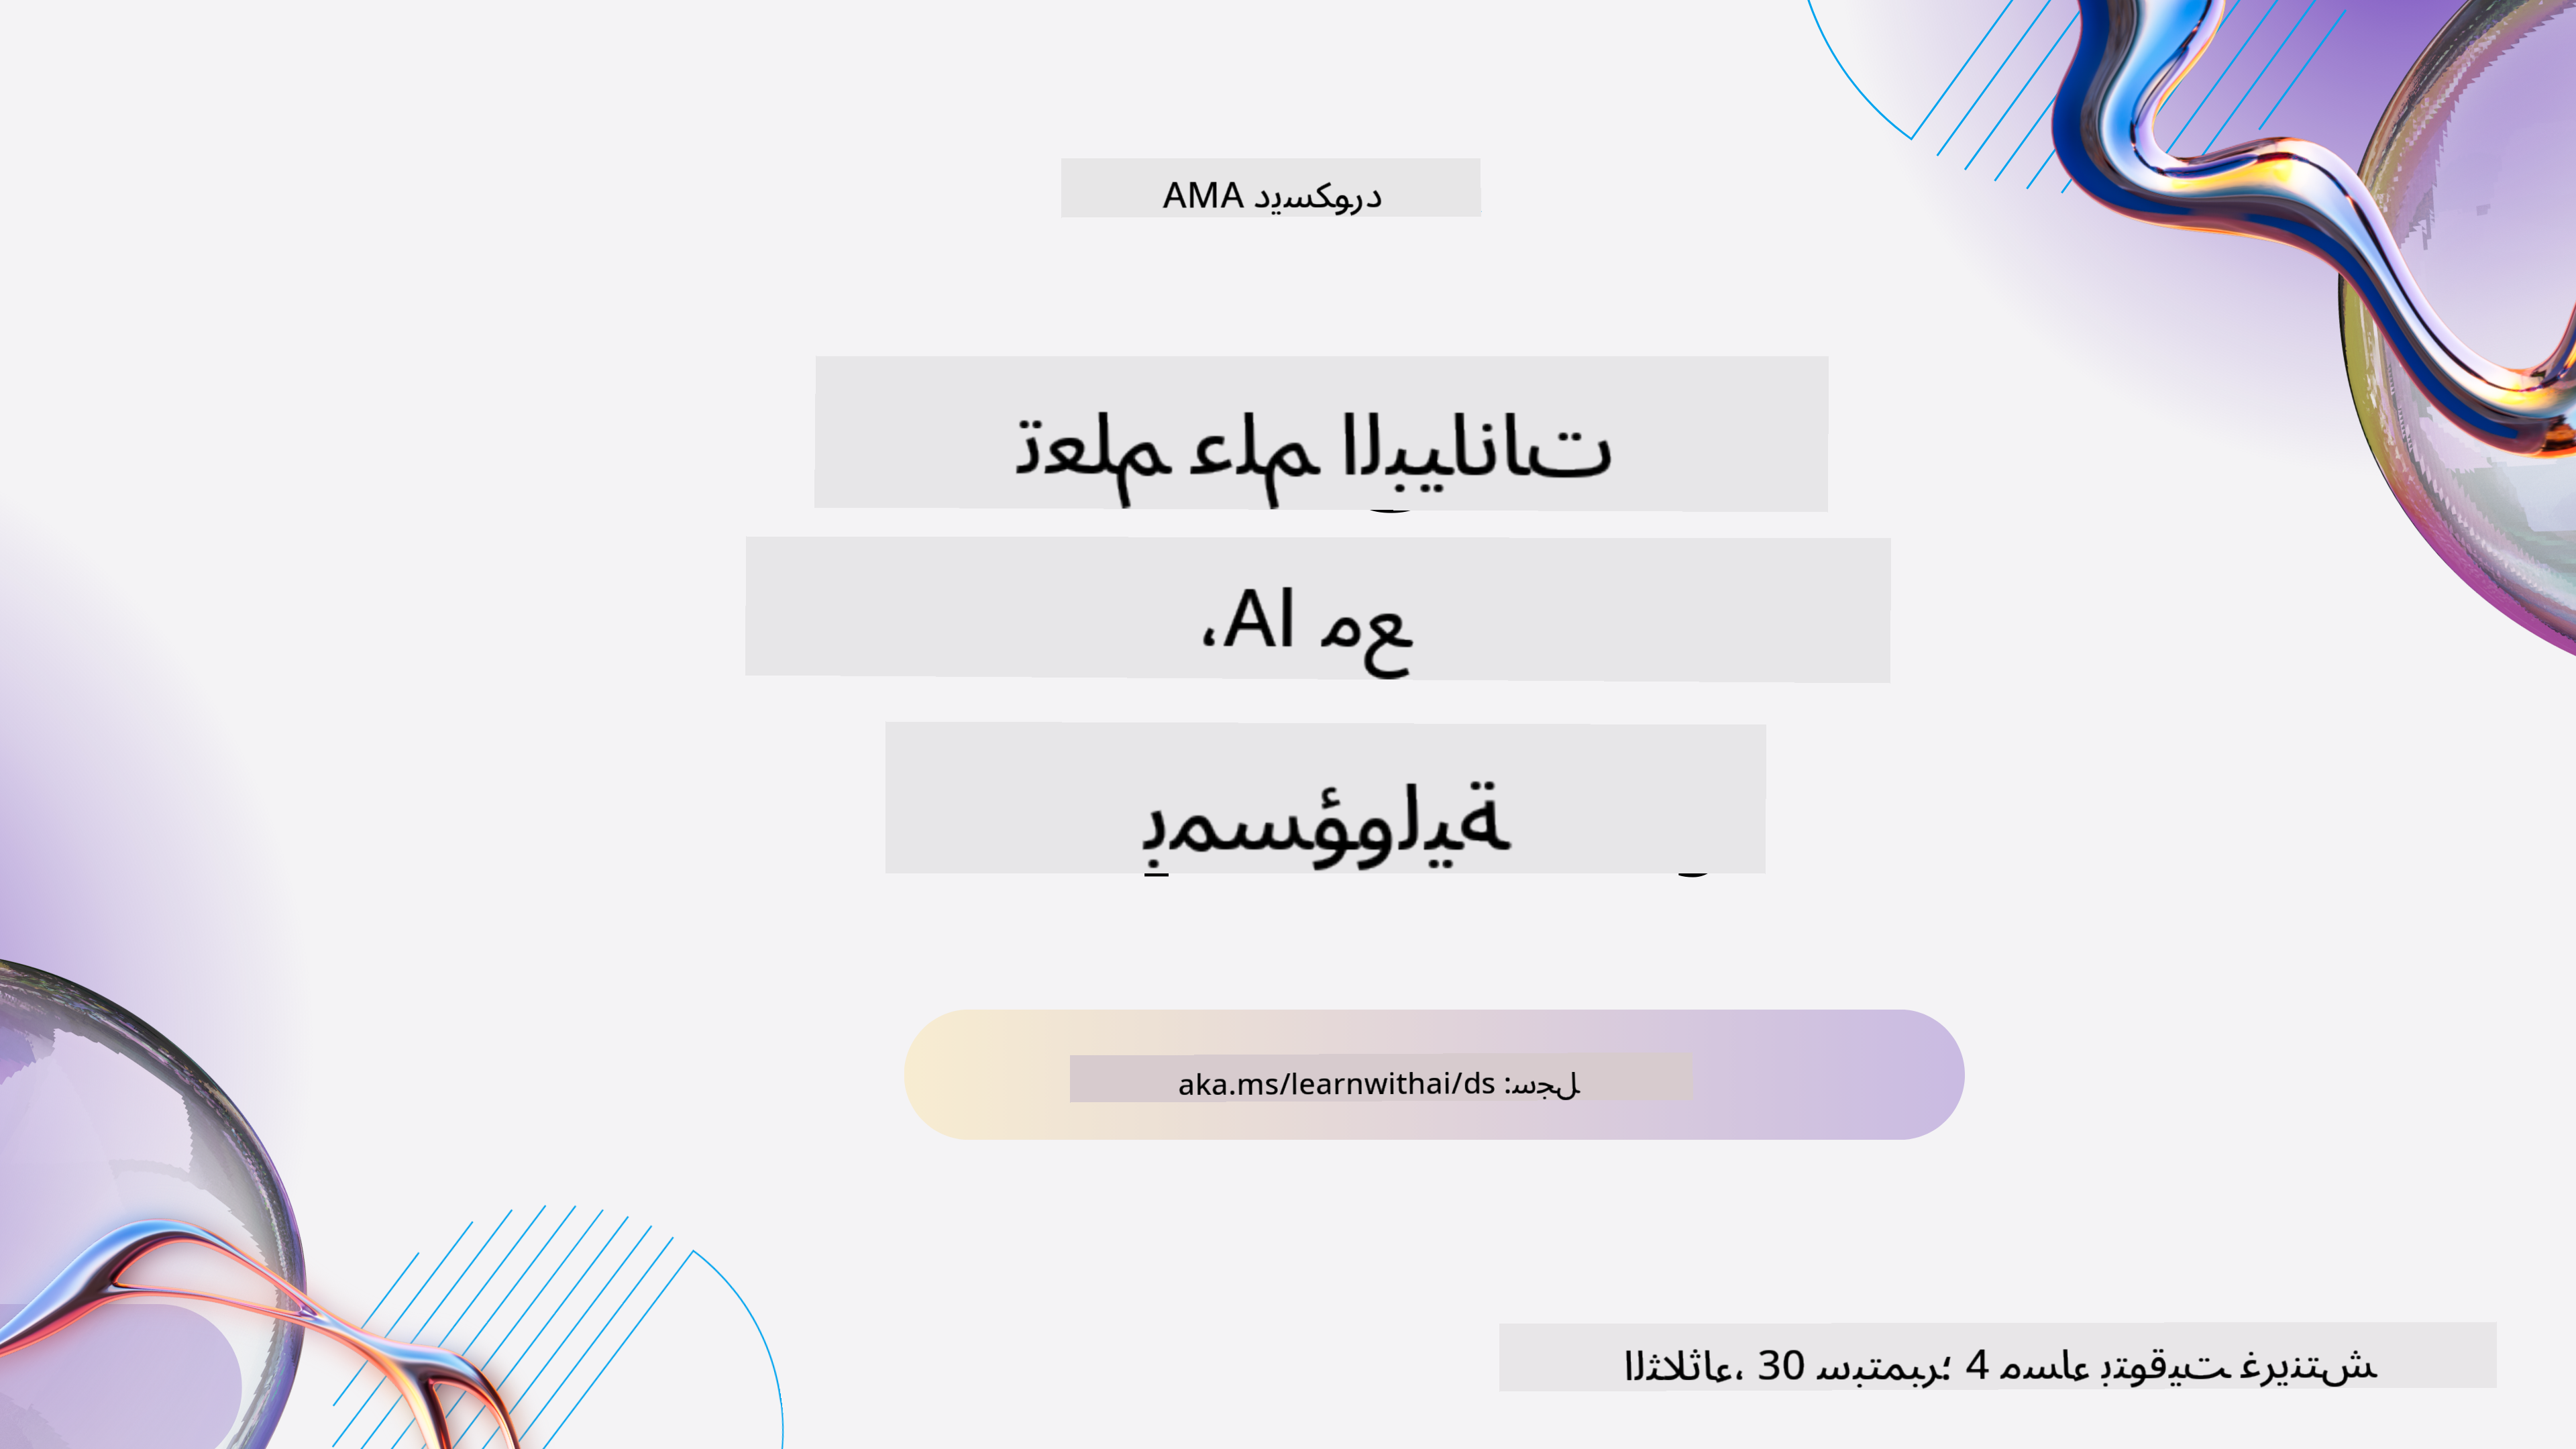 AMA ديسكورد
تعلم علم البيانات
،AI مع
بمسؤولية
aka.ms/learnwithai/ds :سجل
الثلاثاء، 30 سبتمبر؛ 4 مساء بتوقيت غرينتش